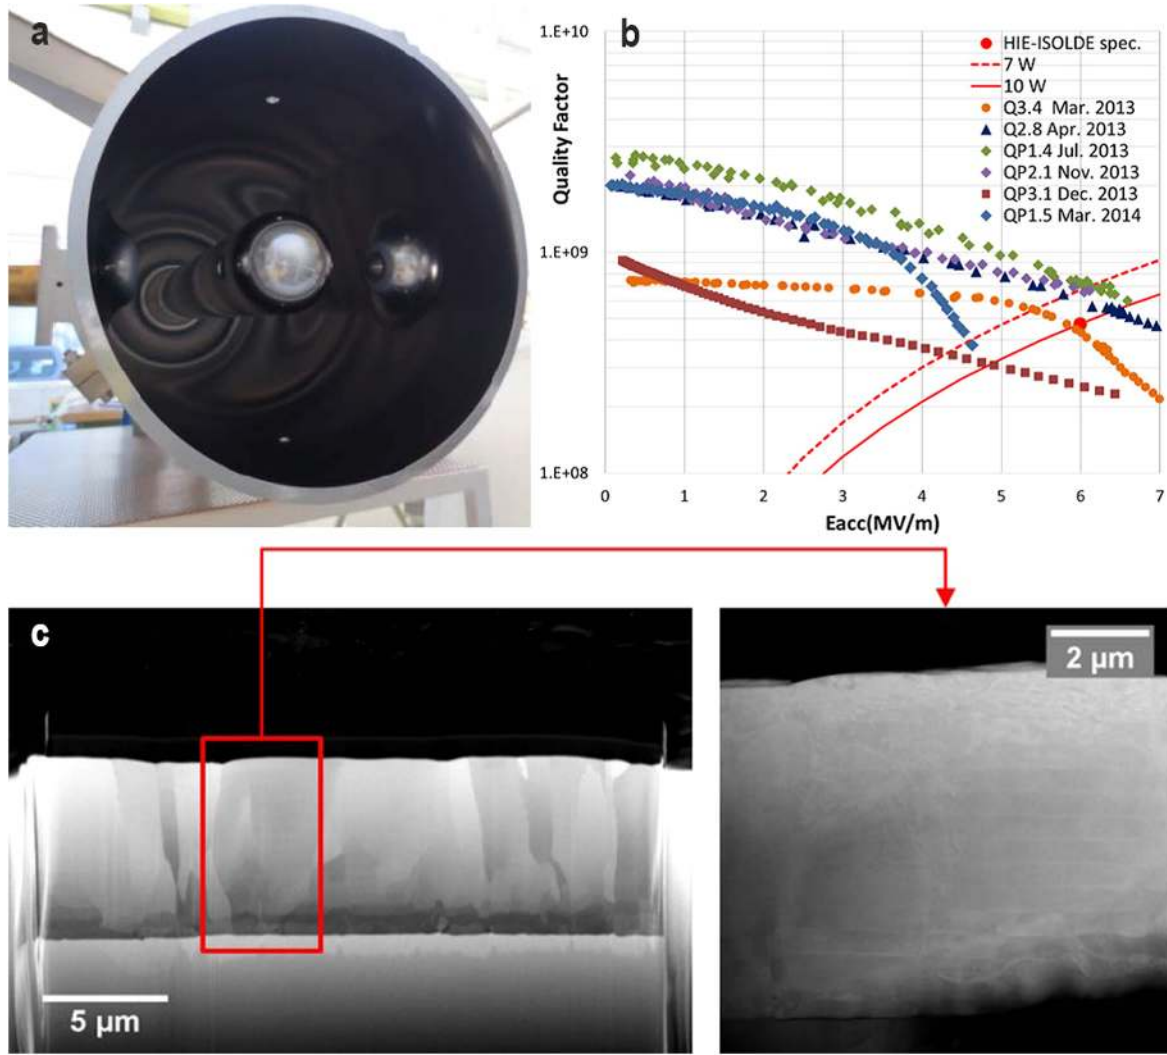 a
b
1.E+10
1.E+09
1.E+08
Quality Factor
HIE-ISOLDE spec.
7 W
10 W
Q3.4 Mar. 2013
Q2.8 Apr. 2013
QP1.4 Jul. 2013
QP2.1 Nov. 2013
QP3.1 Dec. 2013
QP1.5 Mar. 2014
0 1 2 3 4 5 6 7
Eacc(MV/m)
c
5 µm
2 µm